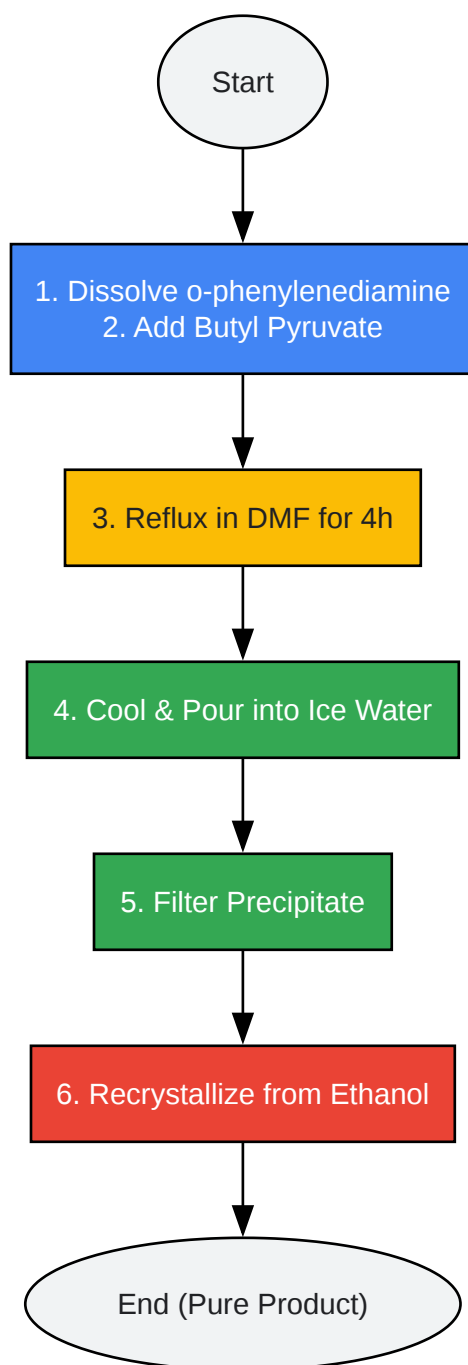 Start
1. Dissolve o-phenylenediamine
2. Add Butyl Pyruvate
3. Reflux in DMF for 4h
4. Cool & Pour into Ice Water
5. Filter Precipitate
6. Recrystallize from Ethanol
End (Pure Product)